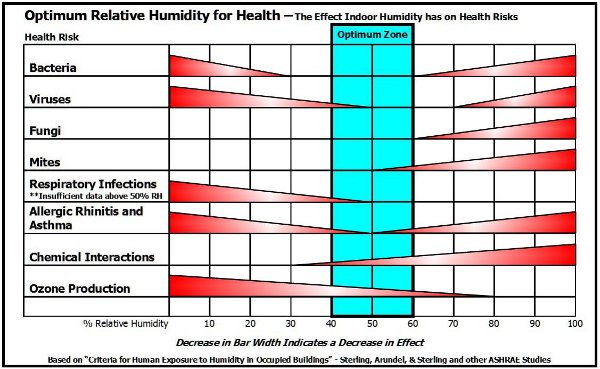 Optimum Relative Humidity for Health – The Effect Indoor Humidity has on Health Risks
Health Risk
Optimum Zone
Bacteria
Viruses
Fungi
Mites
Respiratory Infections
**Insufficient data above 50% RH
Allergic Rhinitis and
Asthma
Chemical Interactions
Ozone Production
% Relative Humidity 10 20 30 40 50 60 70 80 90 100
Decrease in Bar Width Indicates a Decrease in Effect
Based on "Criteria for Human Exposure to Humidity in Occupied Buildings" - Sterling, Arundel, & Sterling and other ASHRAE Studies